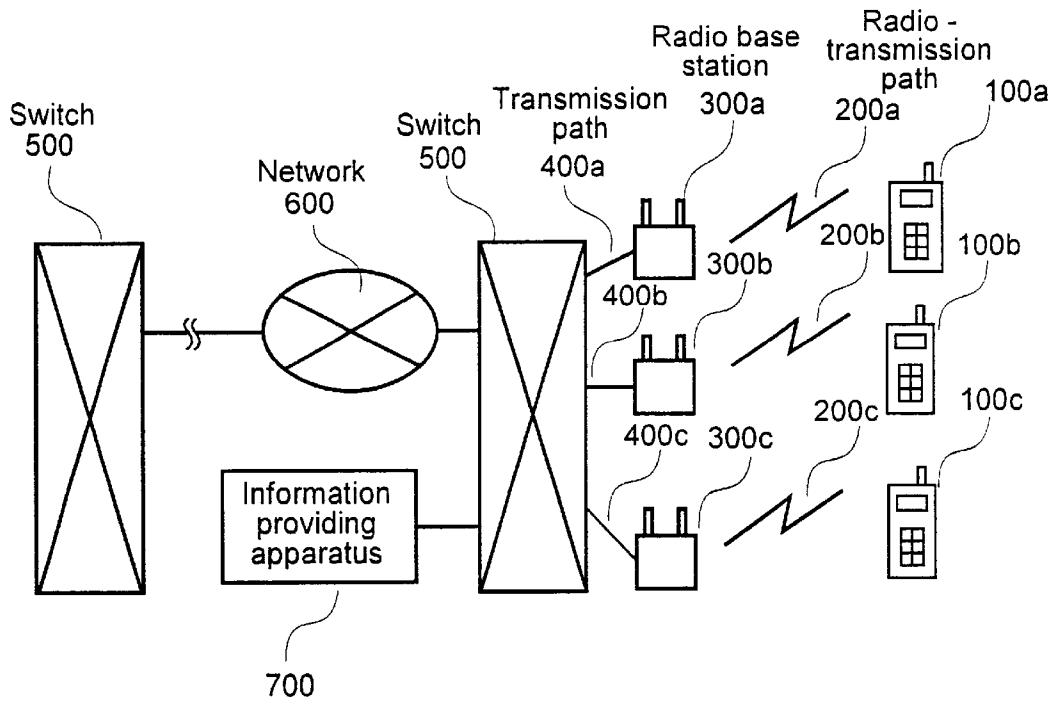 Switch
500
Network
600
Switch
500
Transmission
path
400a
Radio base
station
300a
Radio -
transmission
path
200a
100a
400b
300b
200b
100b
400c
300c
200c
100c
Information
providing
apparatus
700